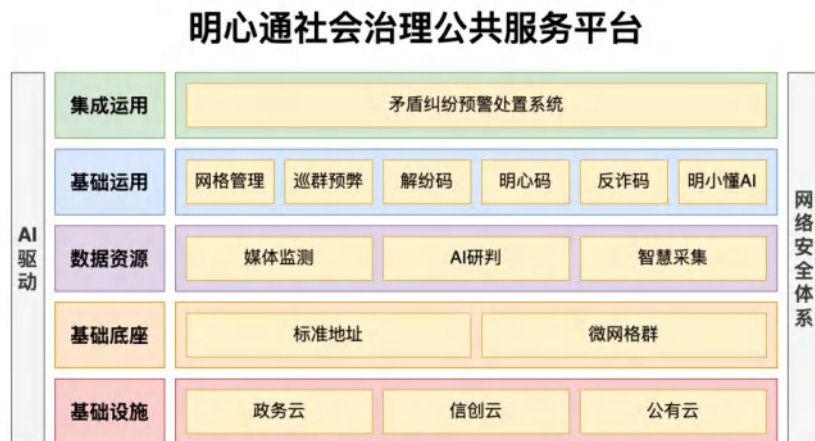 明心通社会治理公共服务平台
AI驱动
集成运用
矛盾纠纷预警处置系统
基础运用
网格管理
巡群预弊
解纷码
明心码
反诈码
明小懂AI
数据资源
媒体监测
AI研判
智慧采集
基础底座
标准地址
微网格群
基础设施
政务云
信创云
公有云
网络安全体系